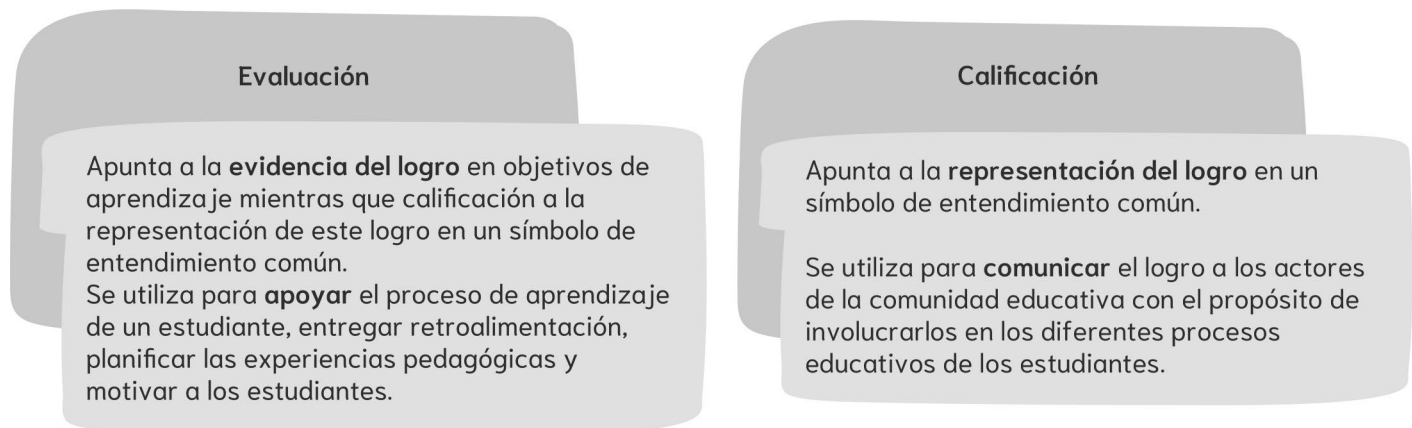 Evaluación
Apunta a la evidencia del logro en objetivos de
aprendizaje mientras que calificación a la
representación de este logro en un símbolo de
entendimiento común.
Se utiliza para apoyar el proceso de aprendizaje
de un estudiante, entregar retroalimentación,
planificar las experiencias pedagógicas y
motivar a los estudiantes.
Calificación
Apunta a la representación del logro en un
símbolo de entendimiento común.
Se utiliza para comunicar el logro a los actores
de la comunidad educativa con el propósito de
involucrarlos en los diferentes procesos
educativos de los estudiantes.